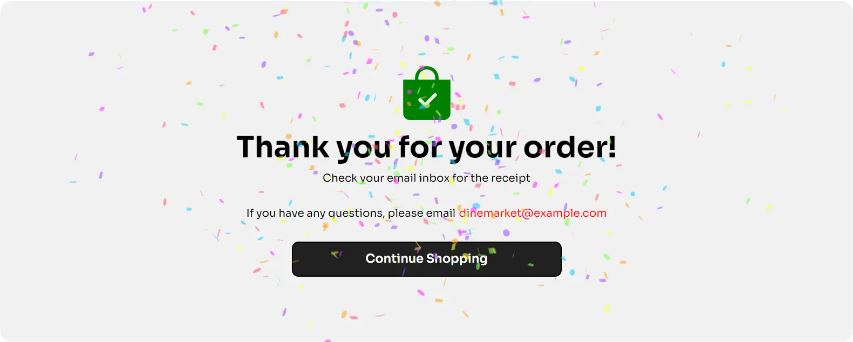 Thank you for your order!
Check your email inbox for the receipt
If you have any questions, please email dinemarket@example.com
Continue Shopping